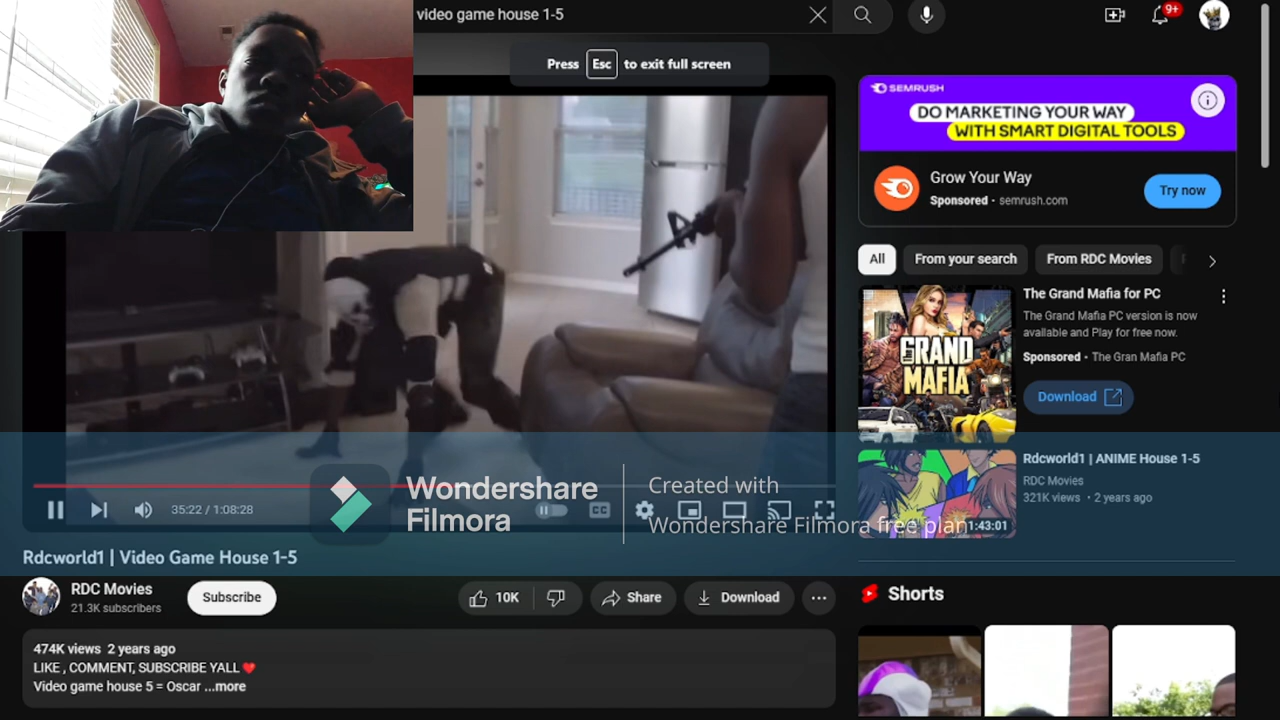 video game house 1-5
9+
Press Esc to exit full screen
SEMRUSH
DO MARKETING YOUR WAY
WITH SMART DIGITAL TOOLS
Grow Your Way
Sponsored · semrush.com
Try now
All
From your search
From RDC Movies
The Grand Mafia for PC
The Grand Mafia PC version is now
available and Play for free now.
Sponsored · The Gran Mafia PC
Download
GRAND
MAFIA
Rdcworld1 | ANIME House 1-5
RDC Movies
321K views · 2 years ago
1:43:01
35:22 / 1:08:28
CC
Wondershare
Filmora
Created with
Wondershare Filmora free plan
Rdcworld1 | Video Game House 1-5
RDC Movies
21.3K subscribers
Subscribe
10K
Share
Download
Shorts
474K views 2 years ago
LIKE , COMMENT, SUBSCRIBE YALL ❤️
Video game house 5 = Oscar ...more